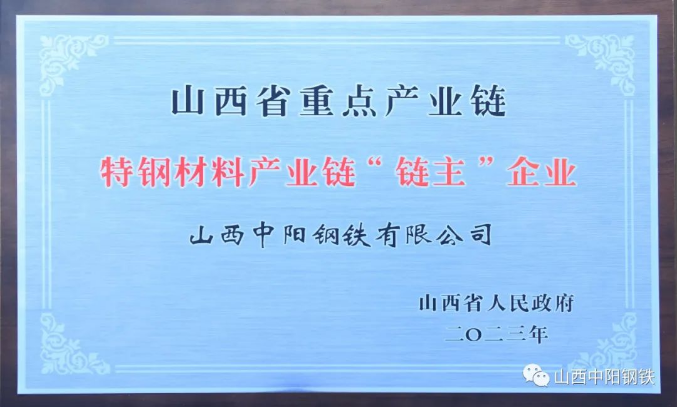 山西省重点产业链
特钢材料产业链“链主”企业
山西中阳钢铁有限公司
山西省人民政府
二〇二三年
山西中阳钢铁